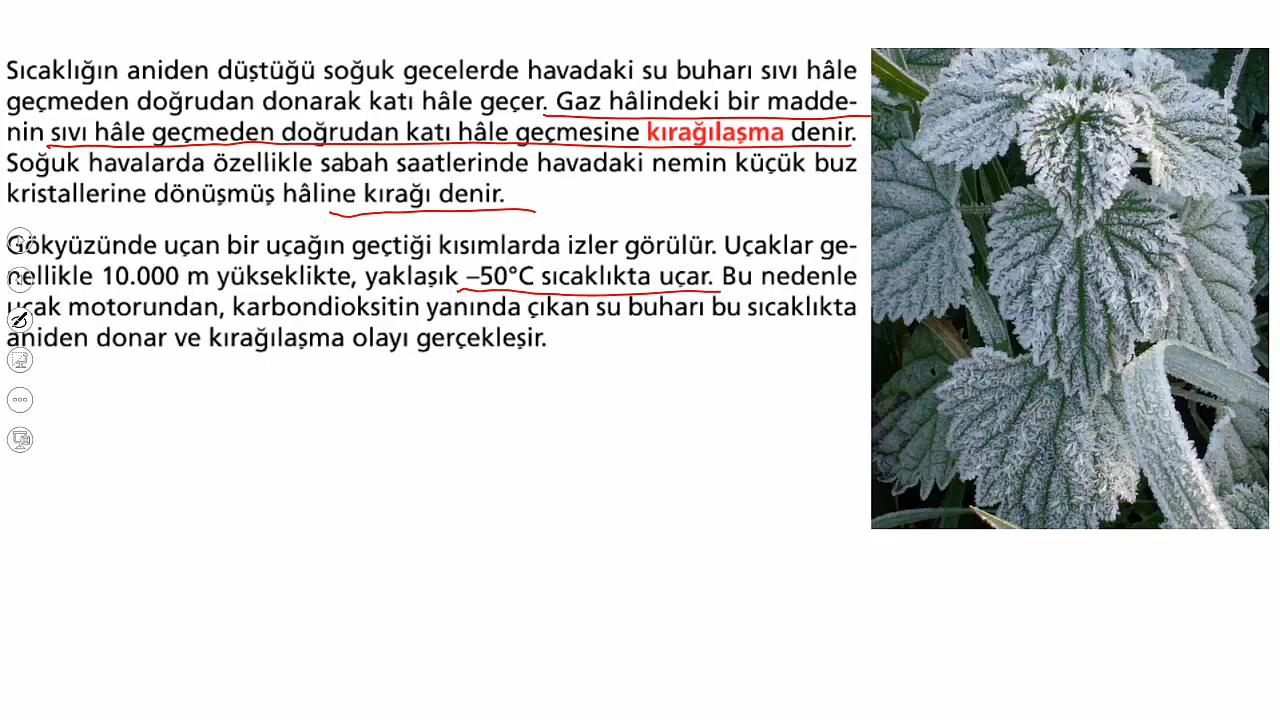 Sıcaklığın aniden düştüğü soğuk gecelerde havadaki su buharı sıvı hâle
geçmeden doğrudan donarak katı hâle geçer. Gaz hâlindeki bir madde-
nin sıvı hâle geçmeden doğrudan katı hâle geçmesine kırağılaşma denir.
Soğuk havalarda özellikle sabah saatlerinde havadaki nemin küçük buz
kristallerine dönüşmüş hâline kırağı denir.
Gökyüzünde uçan bir uçağın geçtiği kısımlarda izler görülür. Uçaklar ge-
nellikle 10.000 m yükseklikte, yaklaşık –50°C sıcaklıkta uçar. Bu nedenle
uçak motorundan, karbondioksitin yanında çıkan su buharı bu sıcaklıkta
aniden donar ve kırağılaşma olayı gerçekleşir.